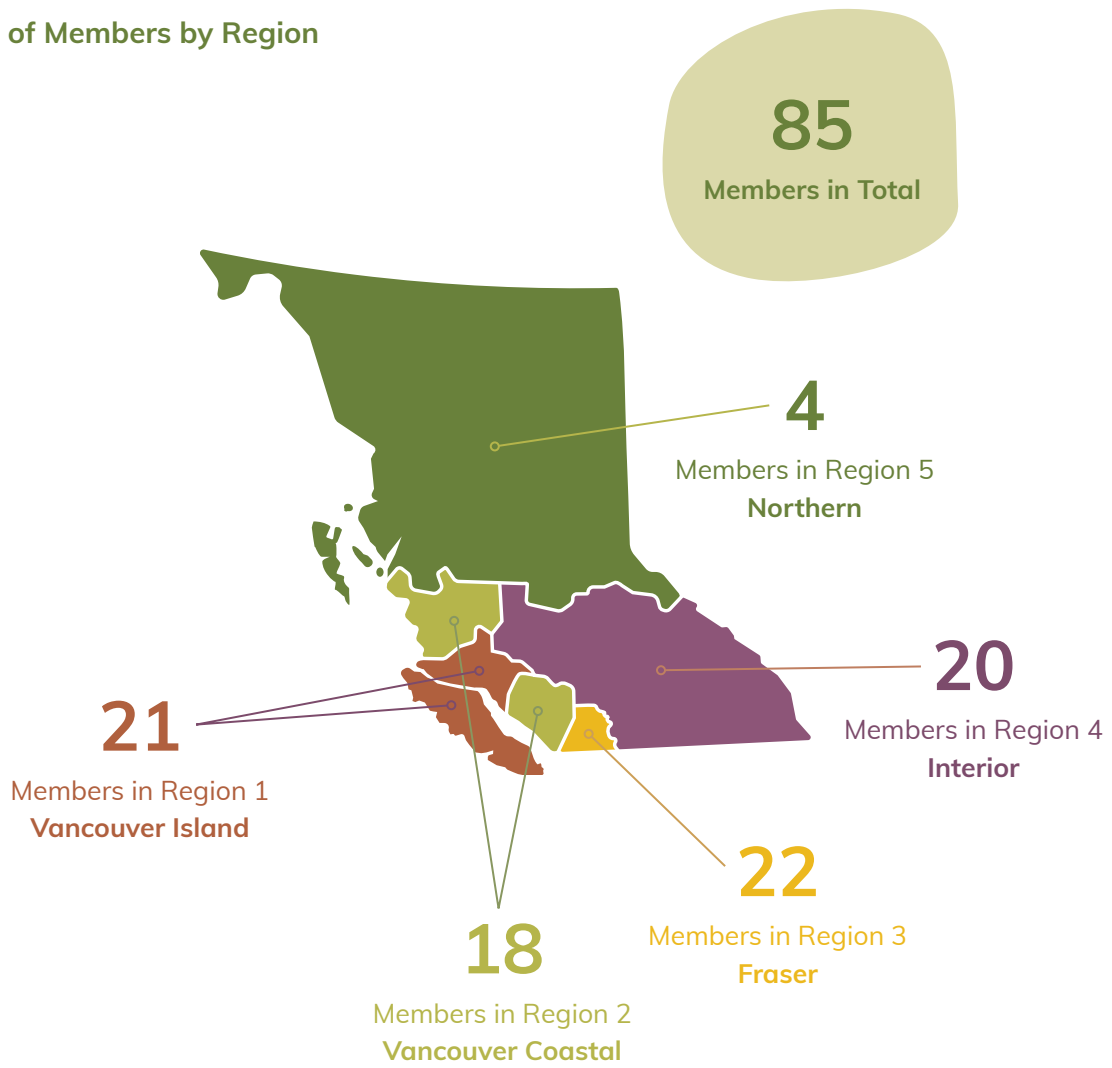 of Members by Region
85
Members in Total
4
Members in Region 5
Northern
20
Members in Region 4
Interior
21
Members in Region 1
Vancouver Island
22
Members in Region 3
Fraser
18
Members in Region 2
Vancouver Coastal